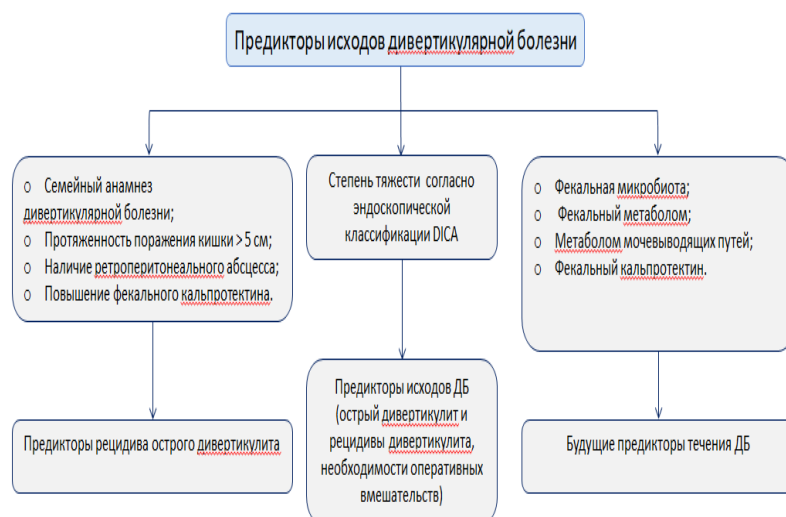 Предикторы исходов дивертикулярной болезни
○ Семейный анамнез
дивертикулярной болезни;
○ Протяженность поражения кишки > 5 см;
○ Наличие ретроперитонеального абсцесса;
○ Повышение фекального кальпротектина.
Степень тяжести согласно
эндоскопической
классификации DICA
○ Фекальная микробиота;
○ Фекальный метаболом;
○ Метаболом мочевыводящих путей;
○ Фекальный кальпротектин.
Предикторы рецидива острого дивертикулита
Предикторы исходов ДБ
(острый дивертикулит и
рецидивы дивертикулита,
необходимости оперативных
вмешательств)
Будущие предикторы течения ДБ